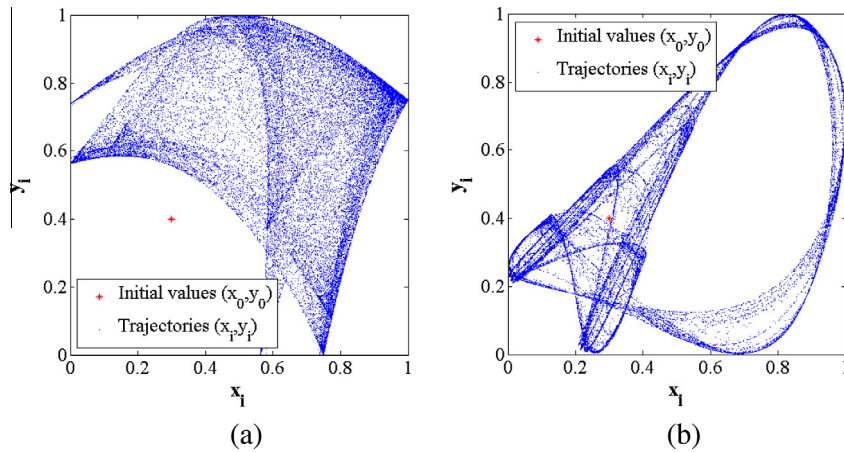 1
0.8
0.6
0.4
0.2
0
0 0.2 0.4 0.6 0.8 1
y_i
x_i
Initial values (x_0,y_0)
Trajectories (x_i,y_i)
(a)
1
0.8
0.6
0.4
0.2
0
0 0.2 0.4 0.6 0.8 1
y_i
x_i
Initial values (x_0,y_0)
Trajectories (x_i,y_i)
(b)